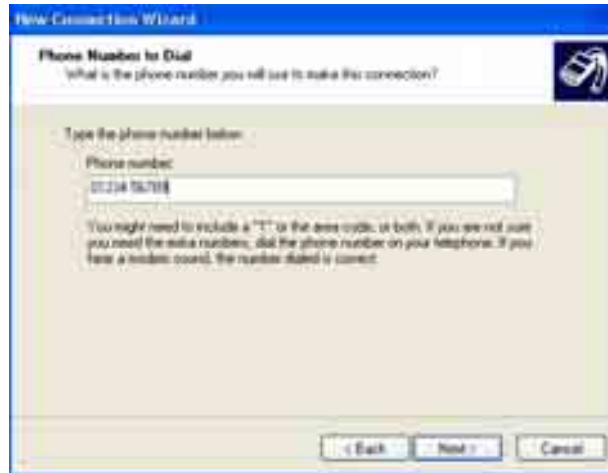 New Connection Wizard
Phone Number to Dial
What is the phone number you will use to make this connection?
Type the phone number below.
Phone number:
01234 56789
You might need to include a "1" or the area code, or both. If you are not sure
you need the extra numbers, dial the phone number on your telephone. If you
hear a modem sound, the number dialed is correct.
< Back
Next >
Cancel